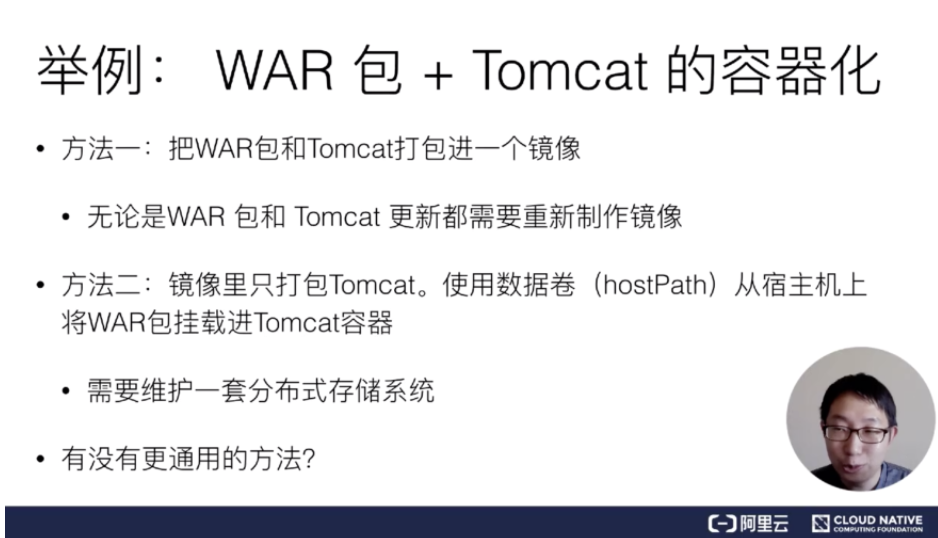 举例： WAR 包 + Tomcat 的容器化
• 方法一：把WAR包和Tomcat打包进一个镜像
• 无论是WAR 包和 Tomcat 更新都需要重新制作镜像
• 方法二：镜像里只打包Tomcat。使用数据卷（hostPath）从宿主机上
将WAR包挂载进Tomcat容器
• 需要维护一套分布式存储系统
• 有没有更通用的方法？
阿里云 CLOUD NATIVE
COMPUTING FOUNDATION